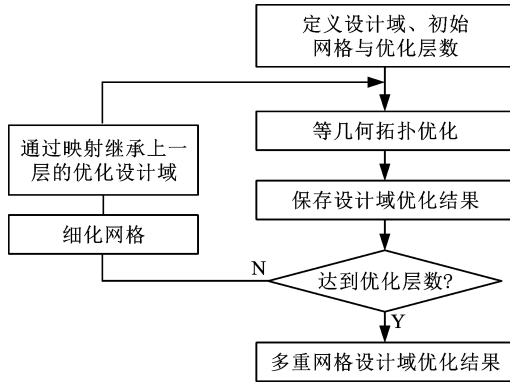 定义设计域、初始
网格与优化层数
等几何拓扑优化
通过映射继承上一
层的优化设计域
保存设计域优化结果
细化网格
N
达到优化层数?
Y
多重网格设计域优化结果